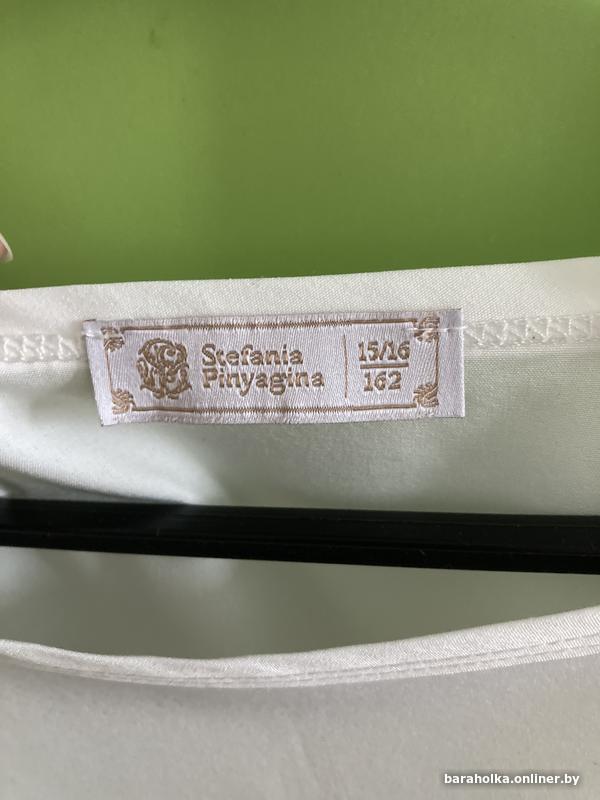 Stefania
Pinyagina
15/16
162
baraholka.onliner.by